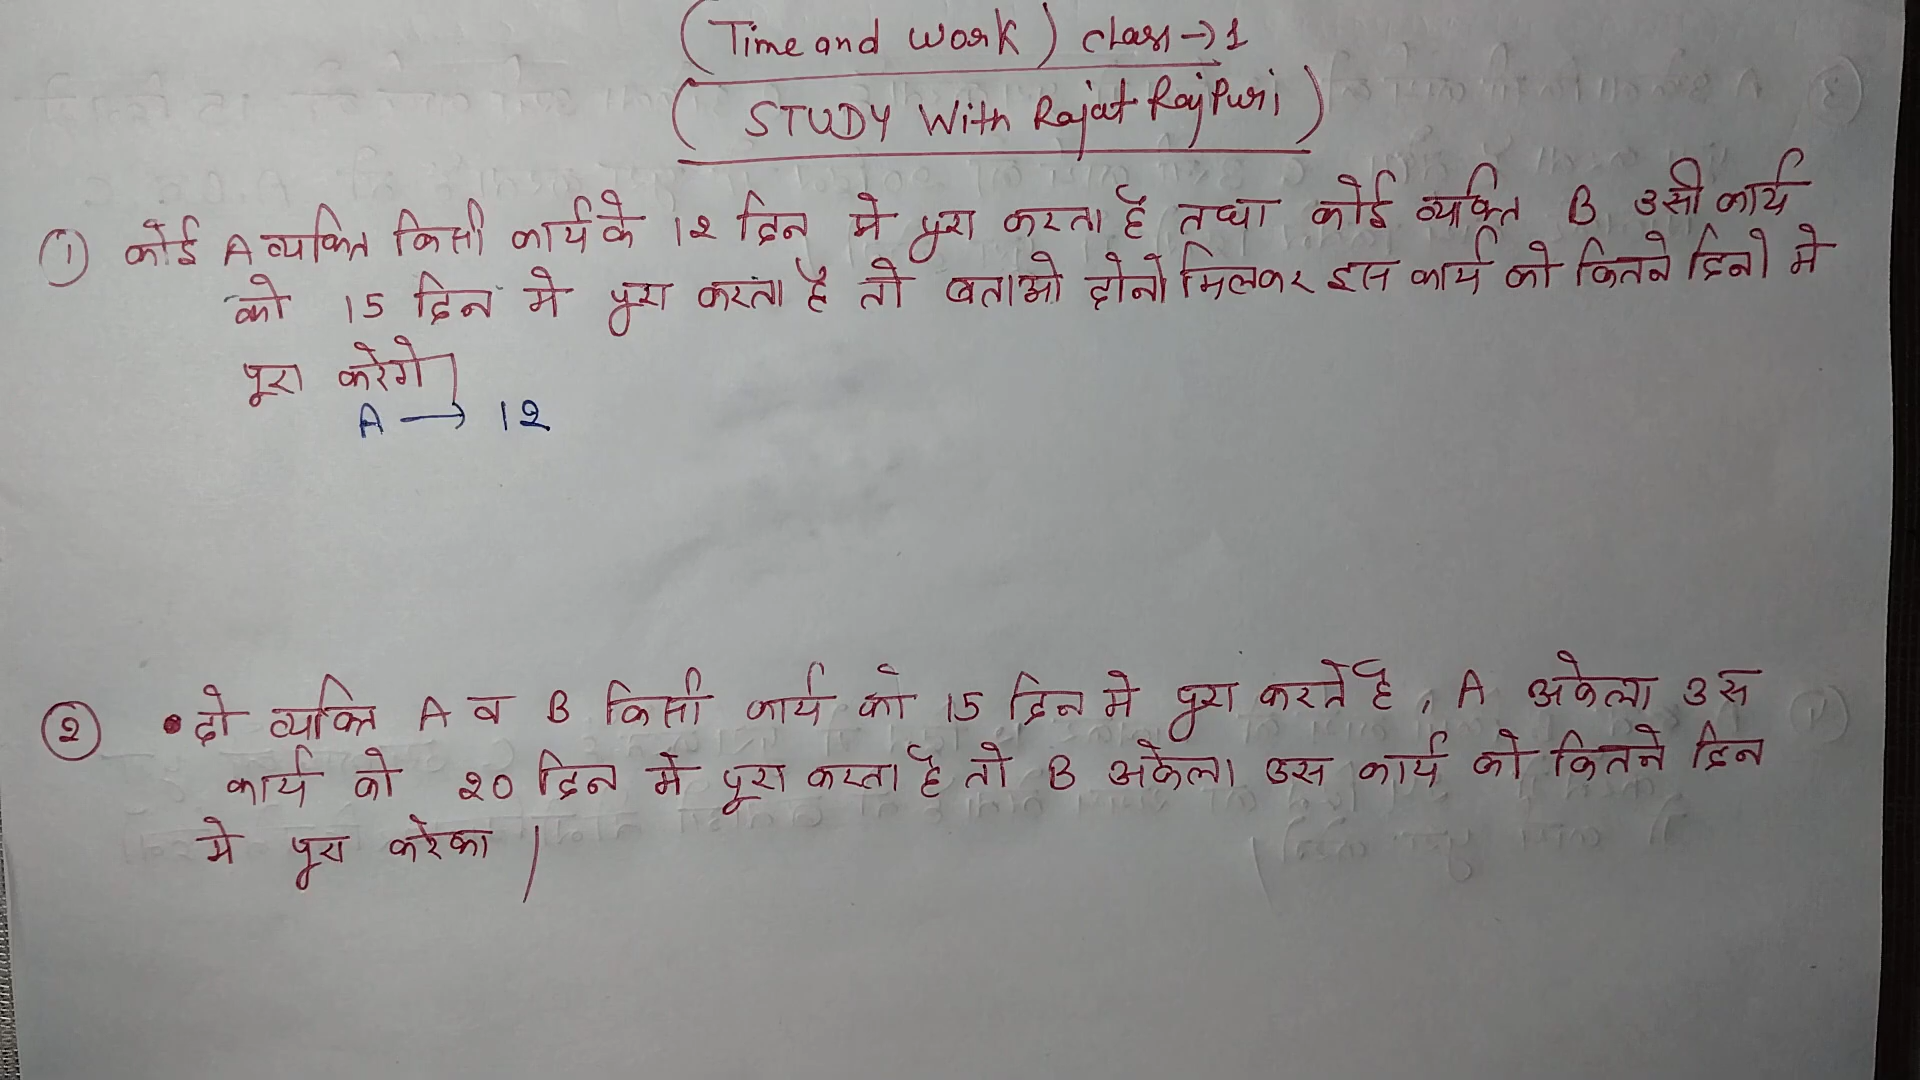 (Time and Work) class → 1
(STUDY With Rajat Rajpuri)
① कोई A व्यक्ति किसी कार्य के 12 दिन मे पूरा करता है तथा कोई व्यक्ति B उसी कार्य
को 15 दिन मे पूरा करता है तो बताओ दोनो मिलकर इस कार्य को कितने दिनो मे
पूरा करेगे।
A → 12
② • दो व्यक्ति A व B किसी कार्य को 15 दिन मे पूरा करते है, A अकेला उस
कार्य को 20 दिन मे पूरा करता है तो B अकेला उस कार्य को कितने दिन
मे पूरा करेका।